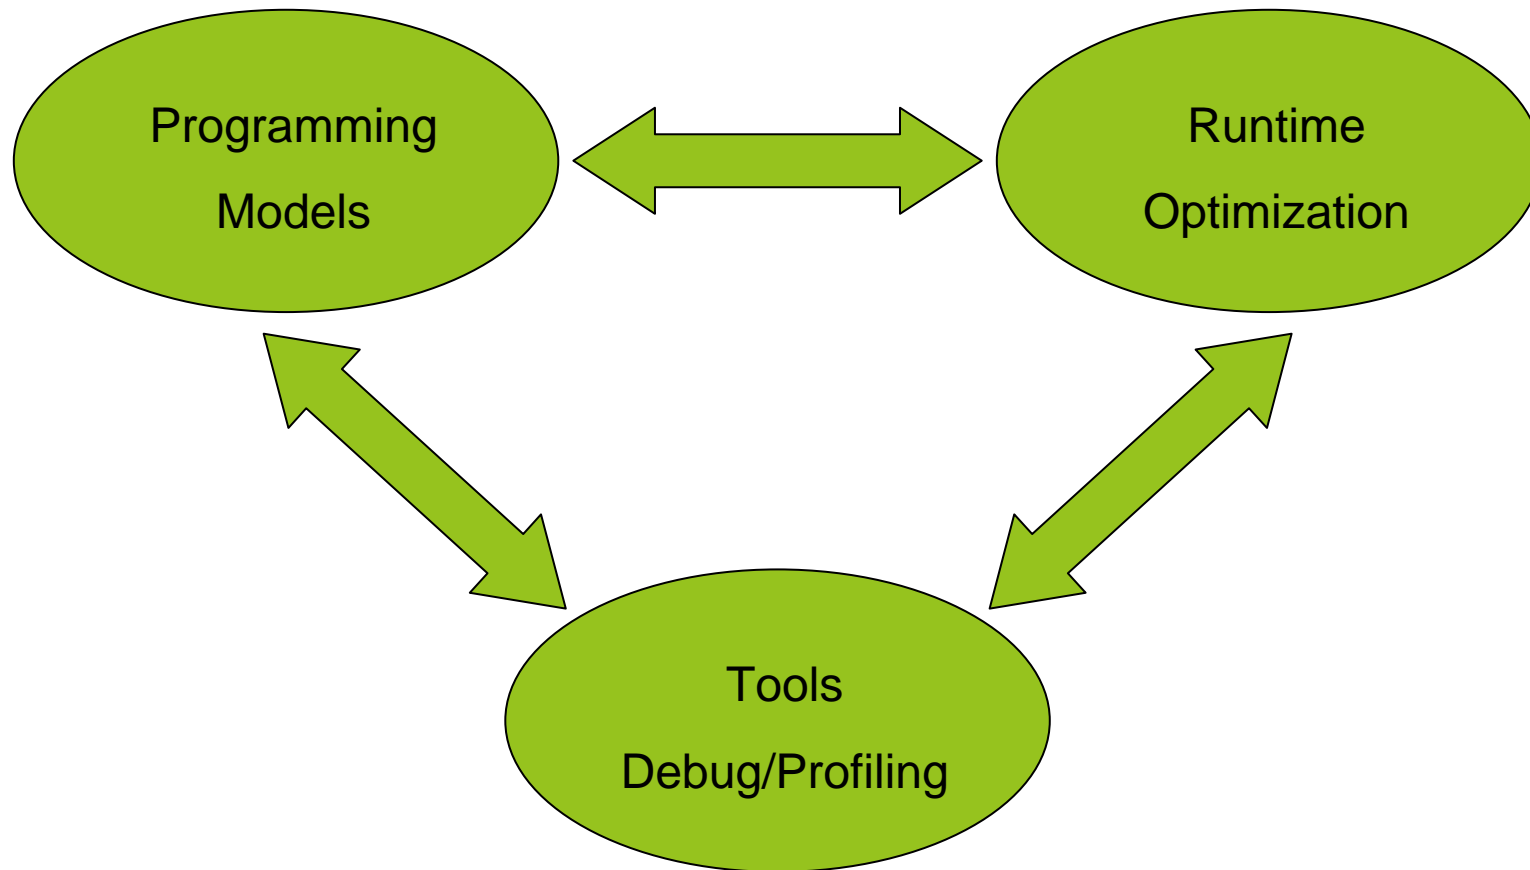 Programming
Models
Runtime
Optimization
Tools
Debug/Profiling